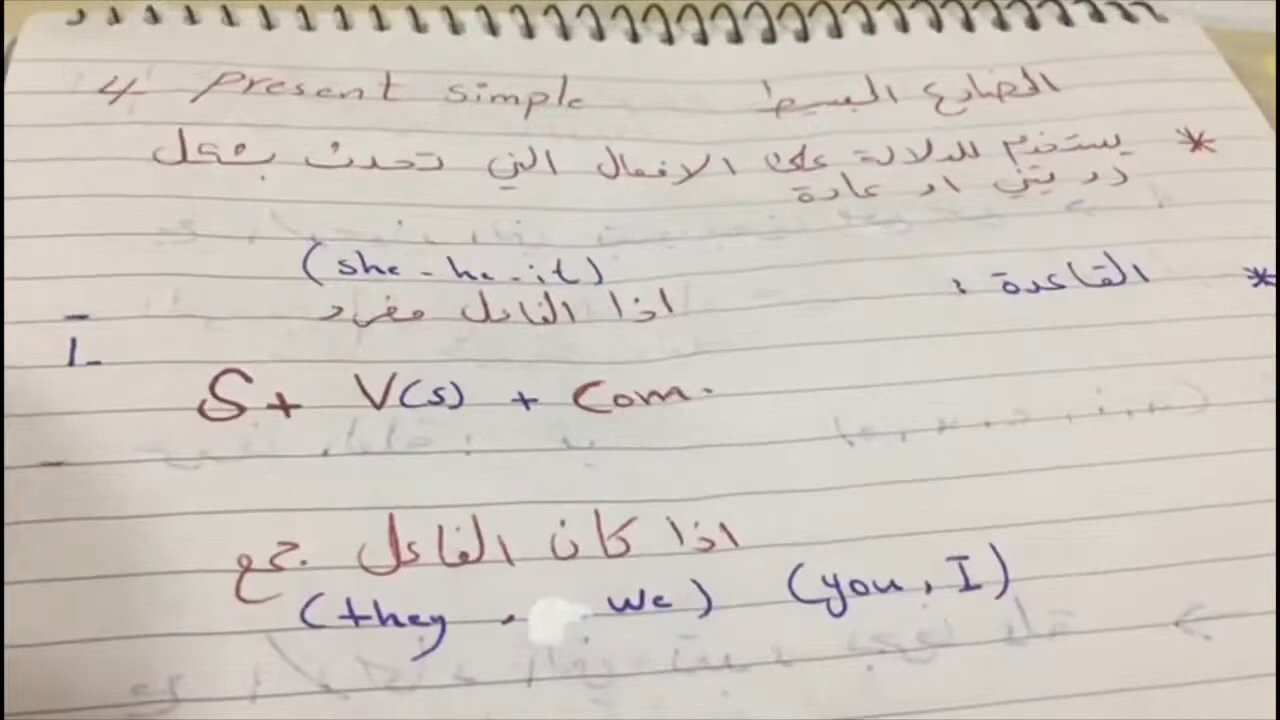 4- Present simple المضارع البسيط
* يستخدم للدلالة على الافعال التي تحدث بشكل
روتيني او عادة
(she - he - it)
* القاعدة :
اذا الفاعل مفرد
1-
S + V(s) + Com.
اذا كان الفاعل جمع
(they , we) (you, I)